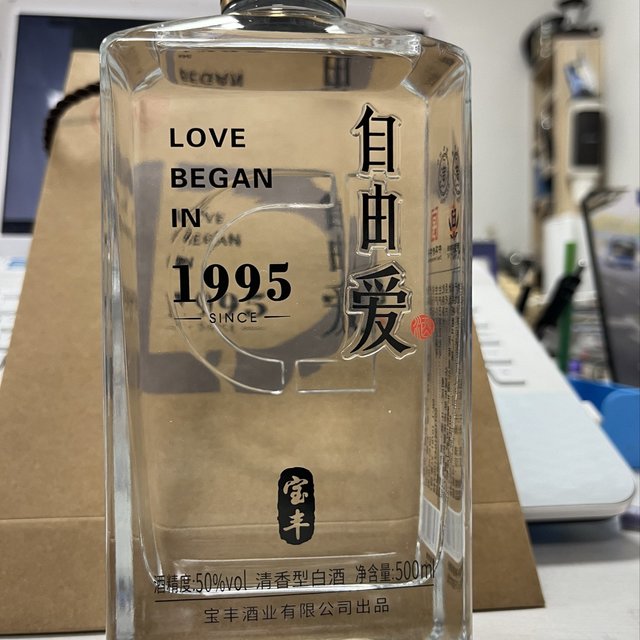 LOVE
BEGAN
IN
1995
SINCE
自由爱
宝丰
酒精度:50%vol 清香型白酒 净含量:500ml
宝丰酒业有限公司出品